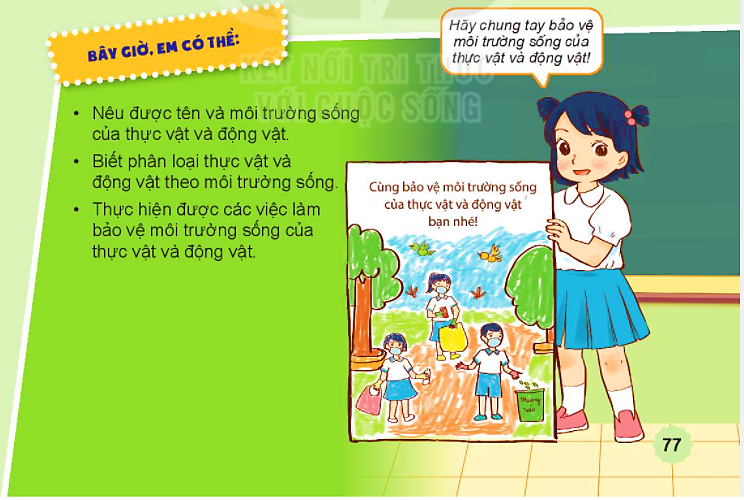 BÂY GIỜ, EM CÓ THỂ:
Hãy chung tay bảo vệ
môi trường sống của
thực vật và động vật!
KẾT NỐI TRI THỨC
VỚI CUỘC SỐNG
• Nêu được tên và môi trường sống
của thực vật và động vật.
• Biết phân loại thực vật và
động vật theo môi trường sống.
• Thực hiện được các việc làm
bảo vệ môi trường sống của
thực vật và động vật.
Cùng bảo vệ môi trường sống
của thực vật và động vật
bạn nhé!
thùng
rác
77